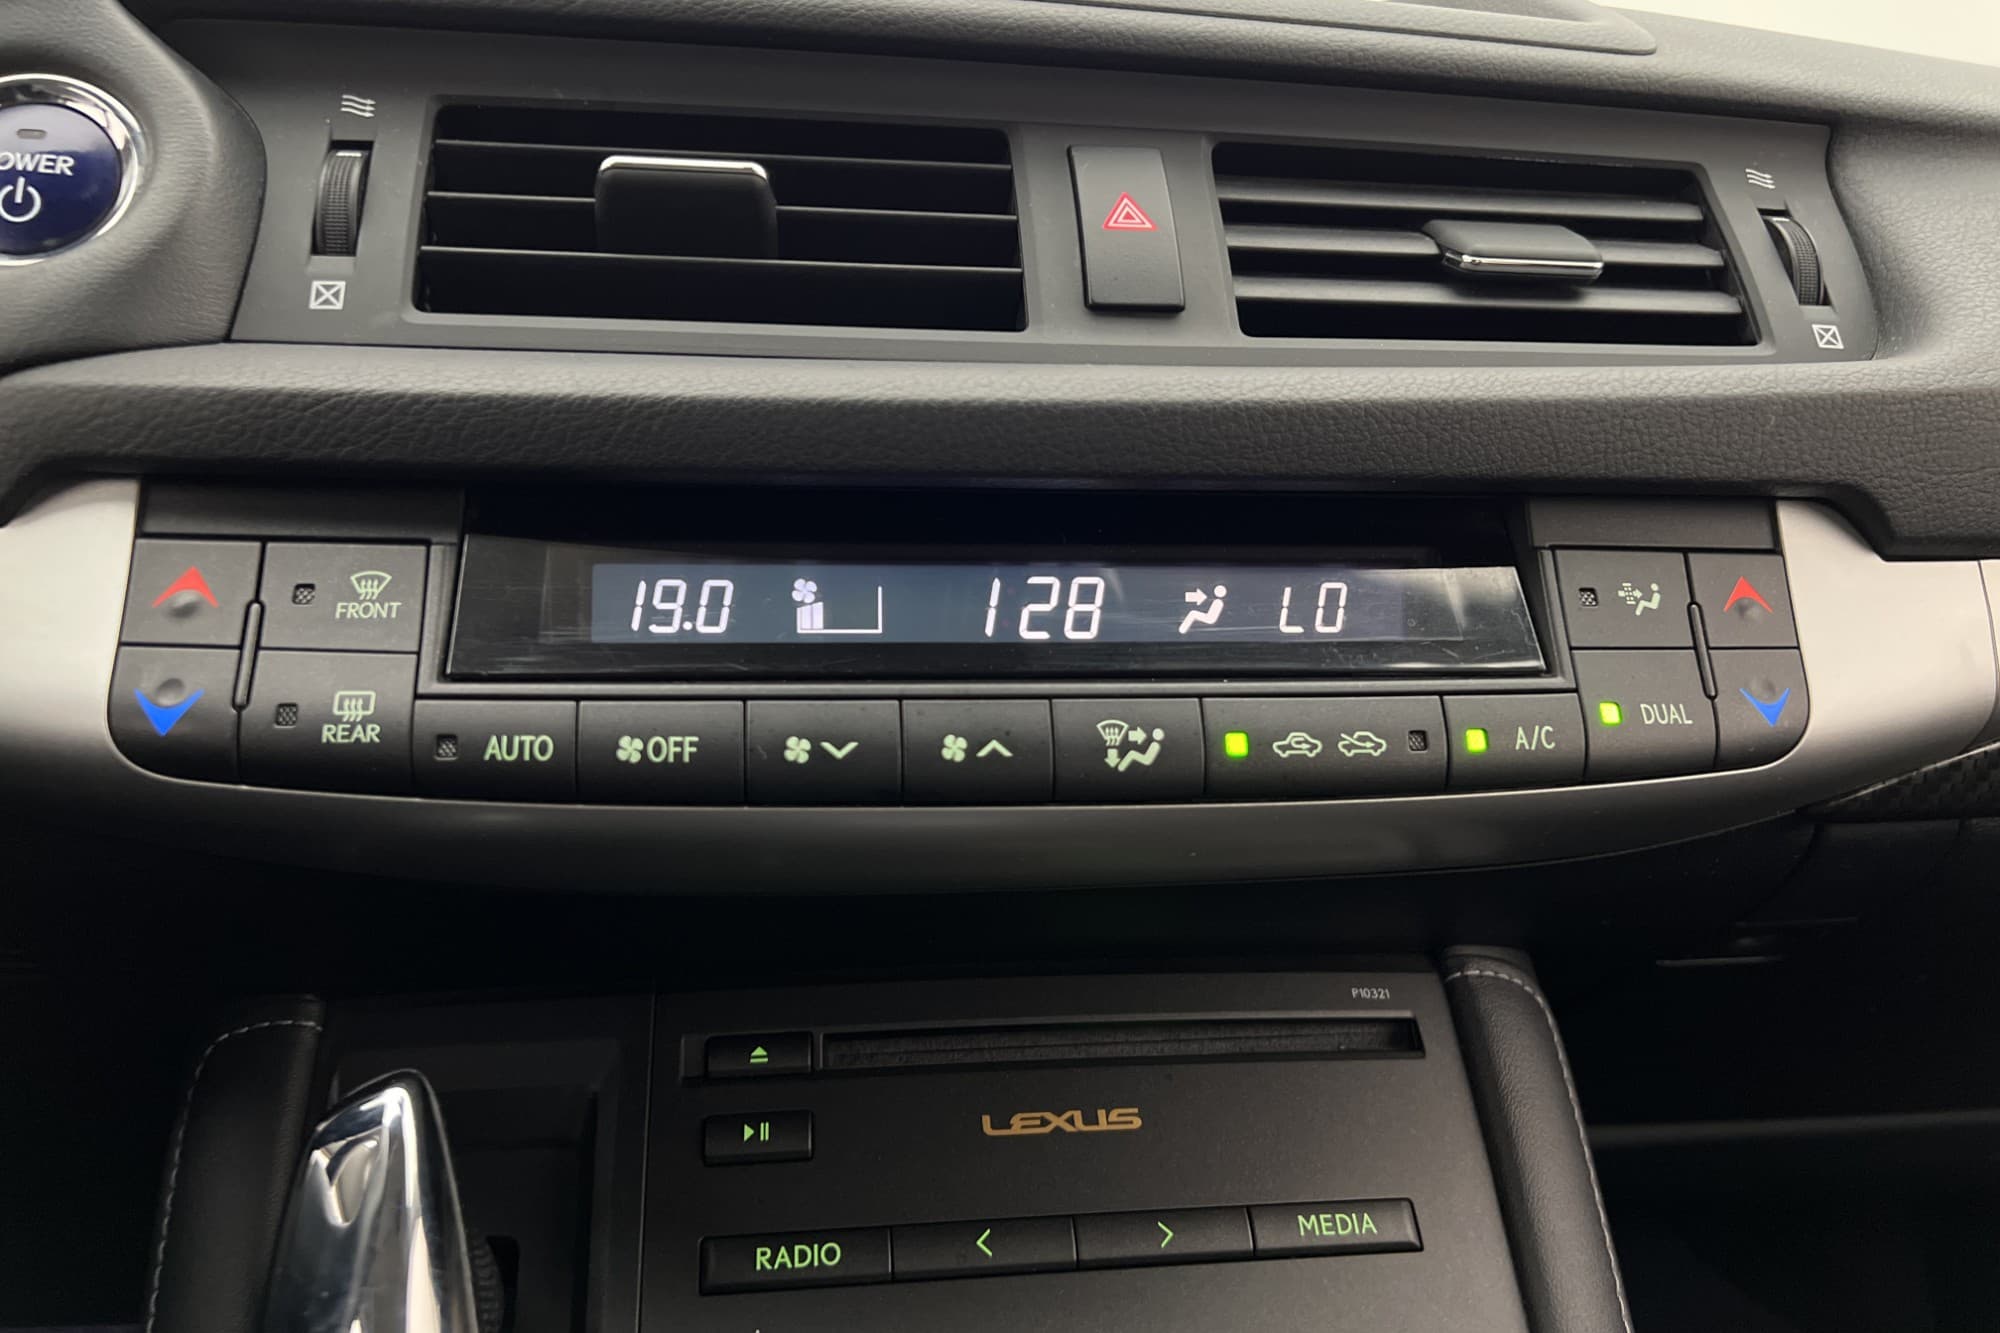 OWER
FRONT
REAR
19.0 128 LO
AUTO OFF A/C DUAL
P10321
LEXUS
RADIO < > MEDIA